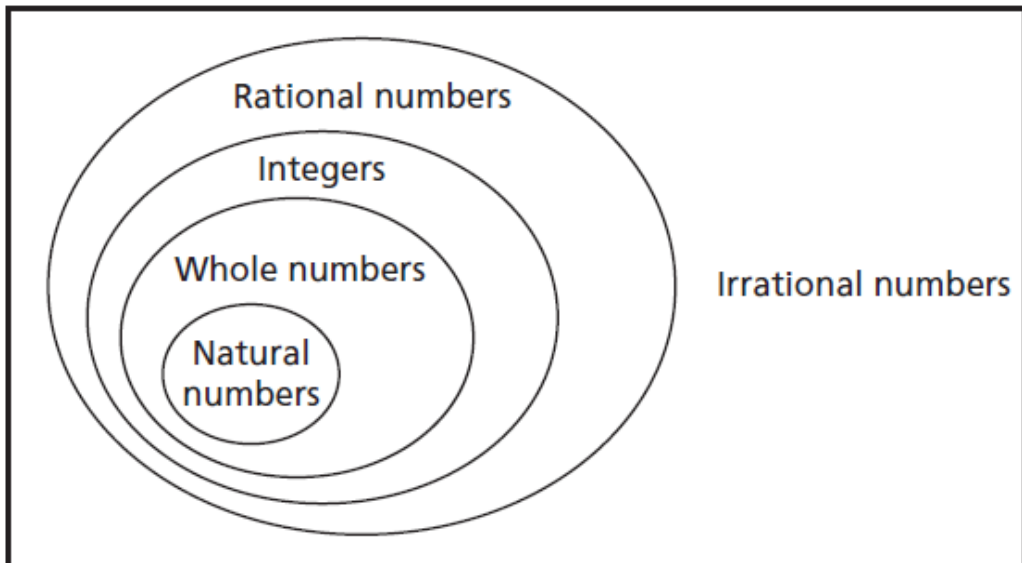 Rational numbers
Integers
Whole numbers
Irrational numbers
Natural
numbers